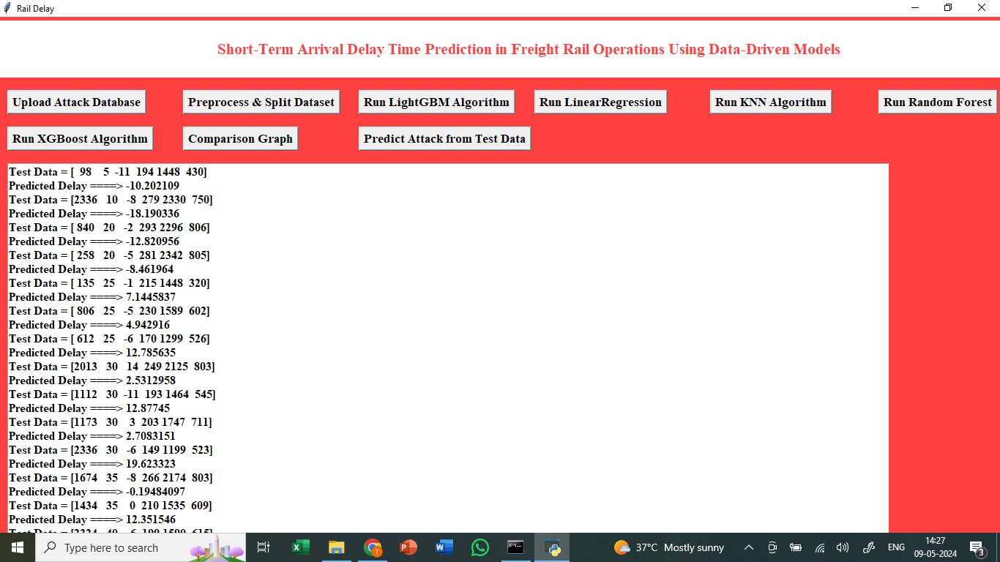 Rail Delay
Short-Term Arrival Delay Time Prediction in Freight Rail Operations Using Data-Driven Models
Upload Attack Database
Preprocess & Split Dataset
Run LightGBM Algorithm
Run LinearRegression
Run KNN Algorithm
Run Random Forest
Run XGBoost Algorithm
Comparison Graph
Predict Attack from Test Data
Test Data = [  98    5  -11  194 1448  430]
Predicted Delay ====> -10.202109
Test Data = [2336   10   -8  279 2330  750]
Predicted Delay ====> -18.190336
Test Data = [ 840   20   -2  293 2296  806]
Predicted Delay ====> -12.820956
Test Data = [ 258   20   -5  281 2342  805]
Predicted Delay ====> -8.461964
Test Data = [ 135   25   -1  215 1448  320]
Predicted Delay ====> 7.1445837
Test Data = [ 806   25   -5  230 1589  602]
Predicted Delay ====> 4.942916
Test Data = [ 612   25   -6  170 1299  526]
Predicted Delay ====> 12.785635
Test Data = [2013   30   14  249 2125  803]
Predicted Delay ====> 2.5312958
Test Data = [1112   30  -11  193 1464  545]
Predicted Delay ====> 12.87745
Test Data = [1173   30    3  203 1747  711]
Predicted Delay ====> 2.7083151
Test Data = [2336   30   -6  149 1199  523]
Predicted Delay ====> 19.623323
Test Data = [1674   35   -8  266 2174  803]
Predicted Delay ====> -0.19484097
Test Data = [1434   35    0  210 1535  609]
Predicted Delay ====> 12.351546
Test Data =
Type here to search
37°C Mostly sunny
ENG
14:27
09-05-2024
3